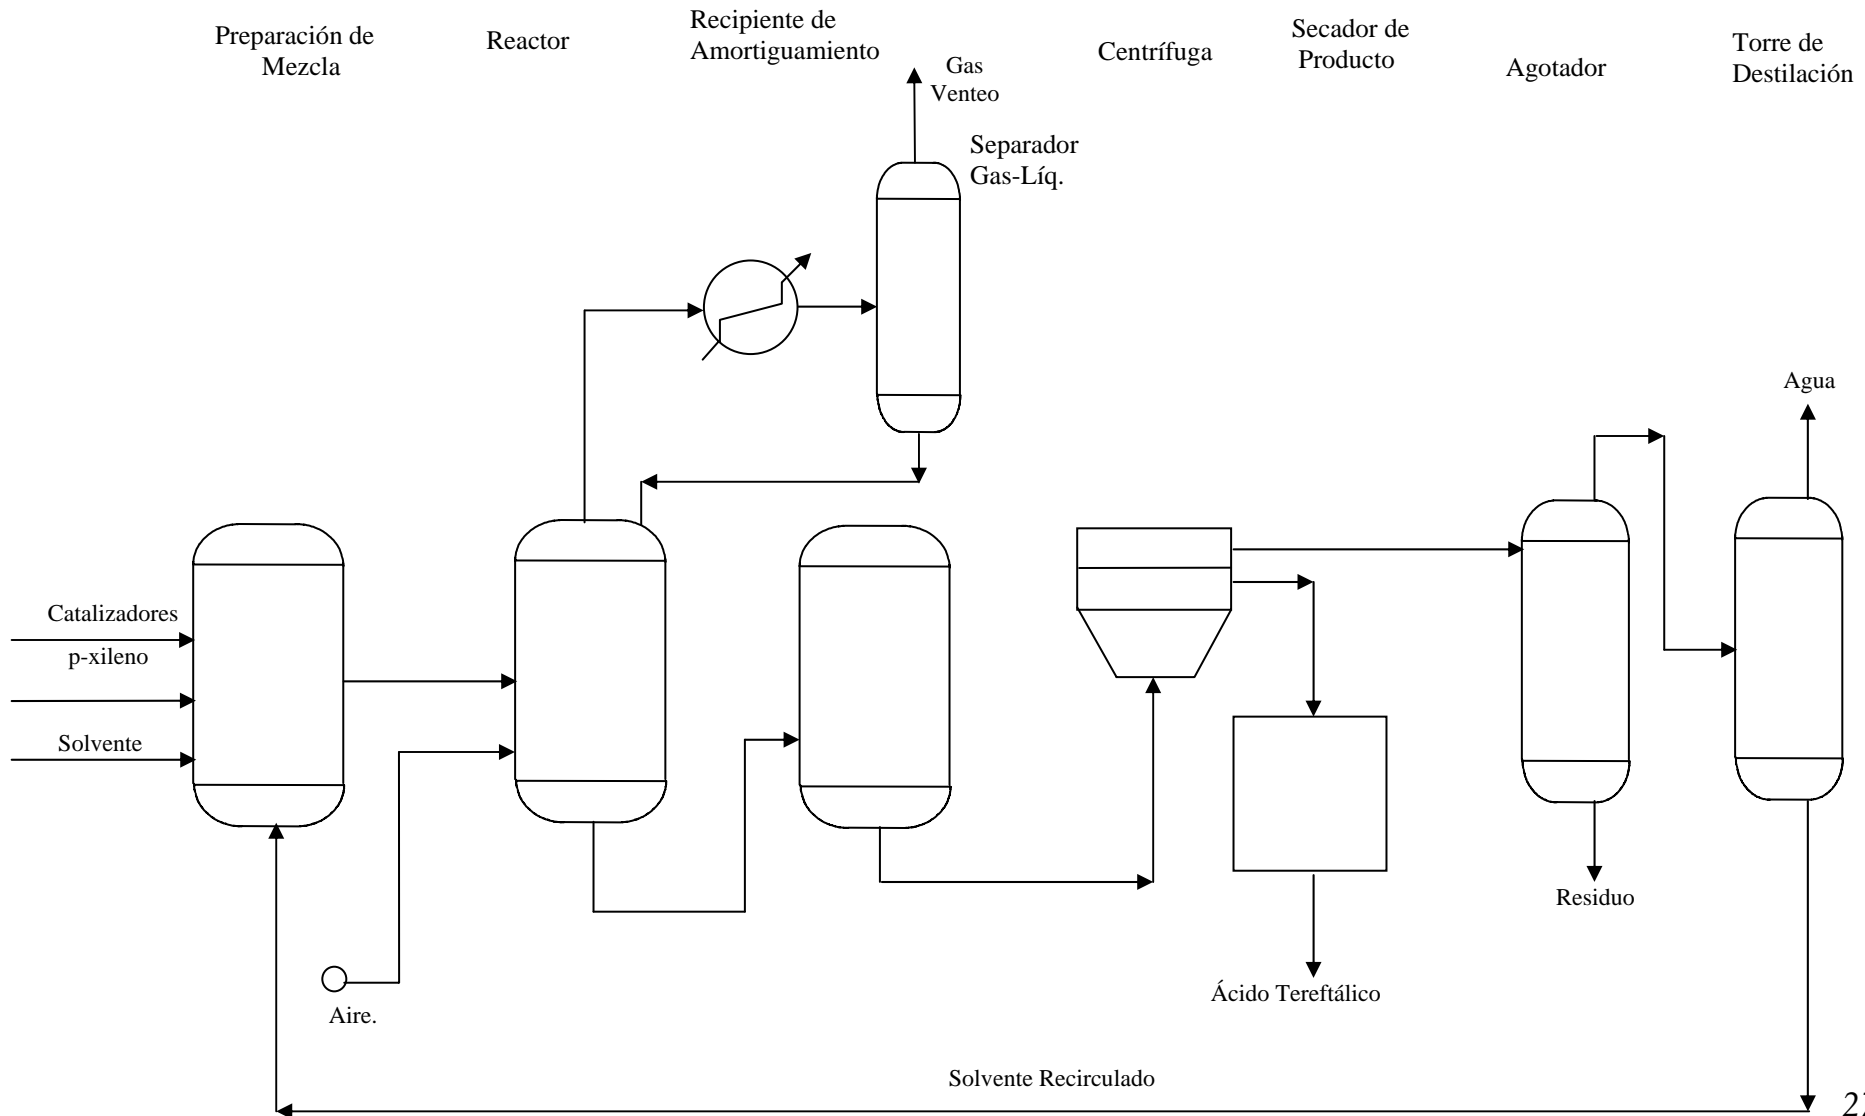 Preparación de
Mezcla
Reactor
Recipiente de
Amortiguamiento
Centrífuga
Secador de
Producto
Agotador
Torre de
Destilación
Gas
Venteo
Separador
Gas-Líq.
Agua
Catalizadores
p-xileno
Solvente
Residuo
Ácido Tereftálico
Aire.
Solvente Recirculado